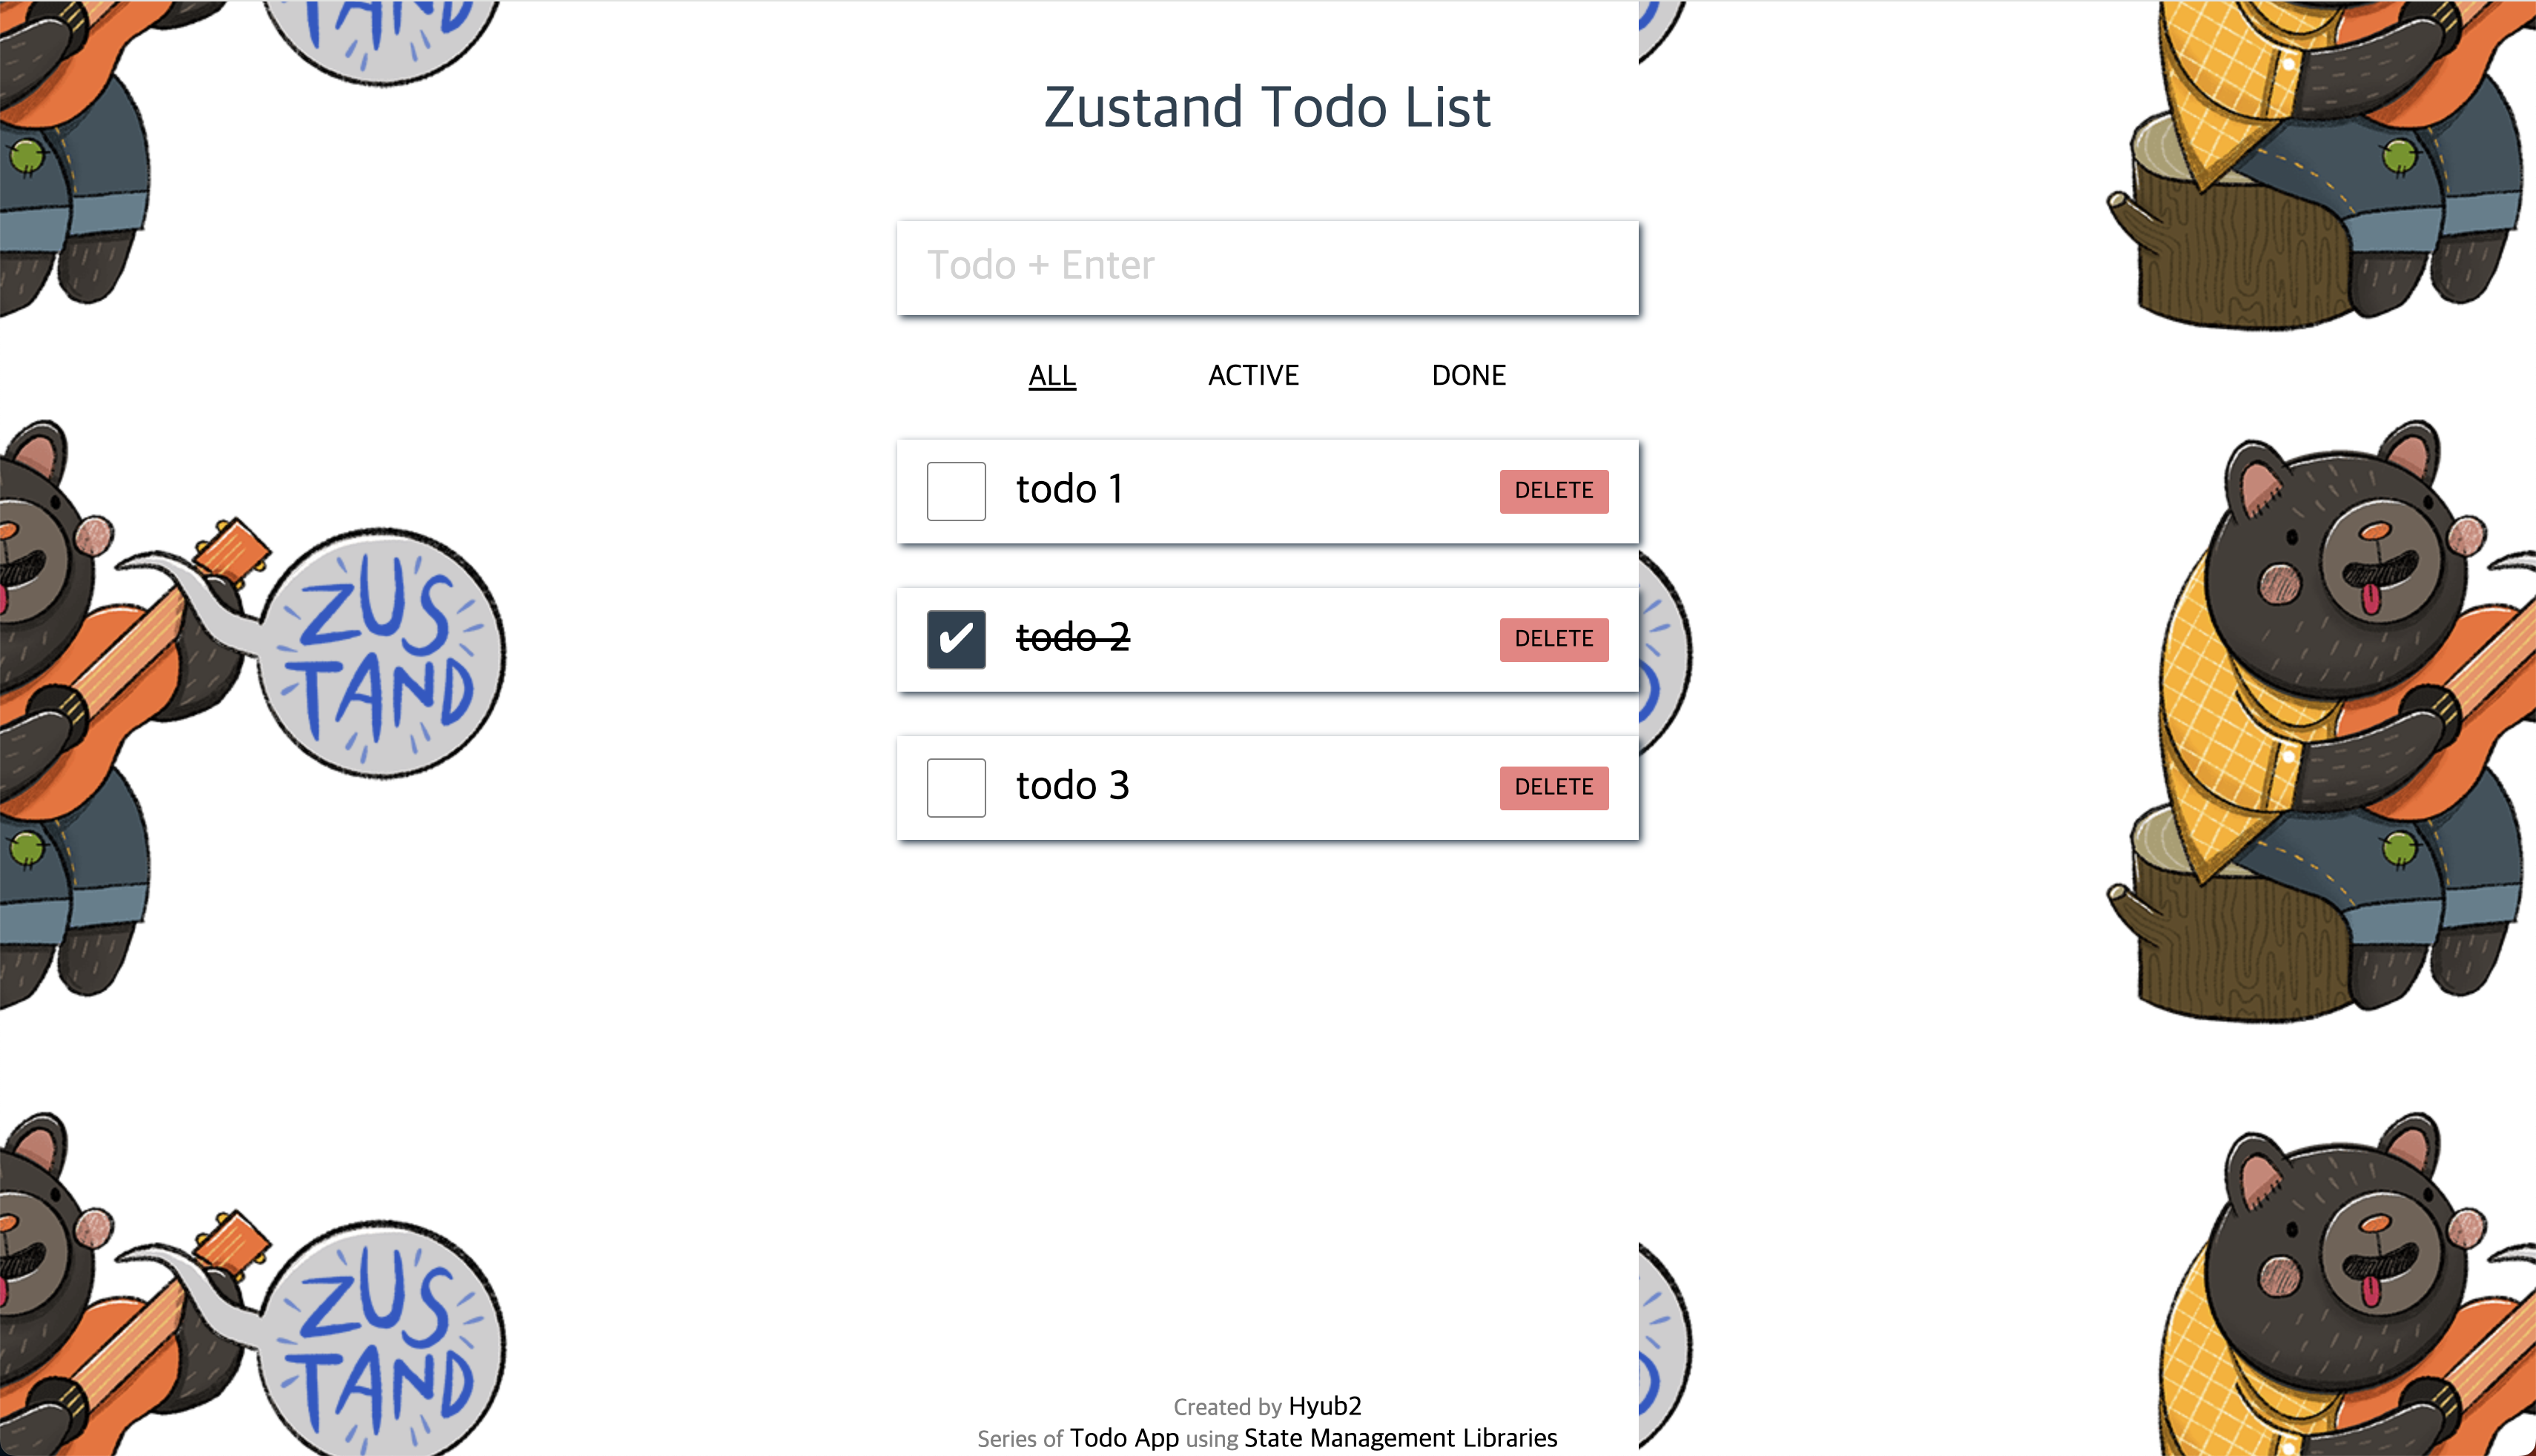 TAND
Zustand Todo List
Todo + Enter
ALL ACTIVE DONE
todo 1 DELETE
ZUS
TAND
✔ todo 2 DELETE
todo 3 DELETE
ZUS
TAND
Created by Hyub2
Series of Todo App using State Management Libraries